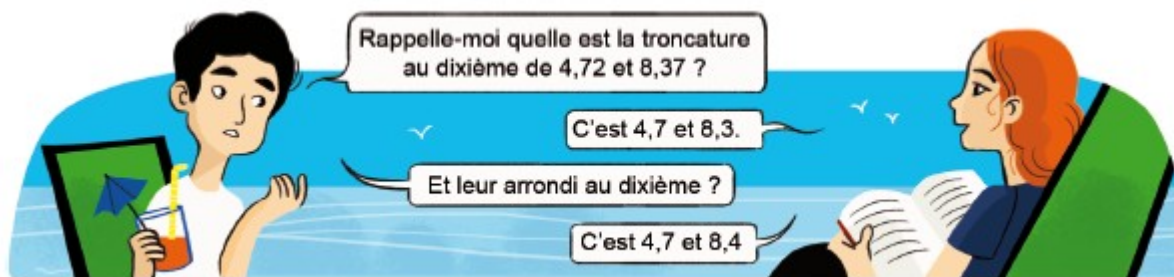 Rappelle-moi quelle est la troncature
au dixième de 4,72 et 8,37 ?
C'est 4,7 et 8,3.
Et leur arrondi au dixième ?
C'est 4,7 et 8,4